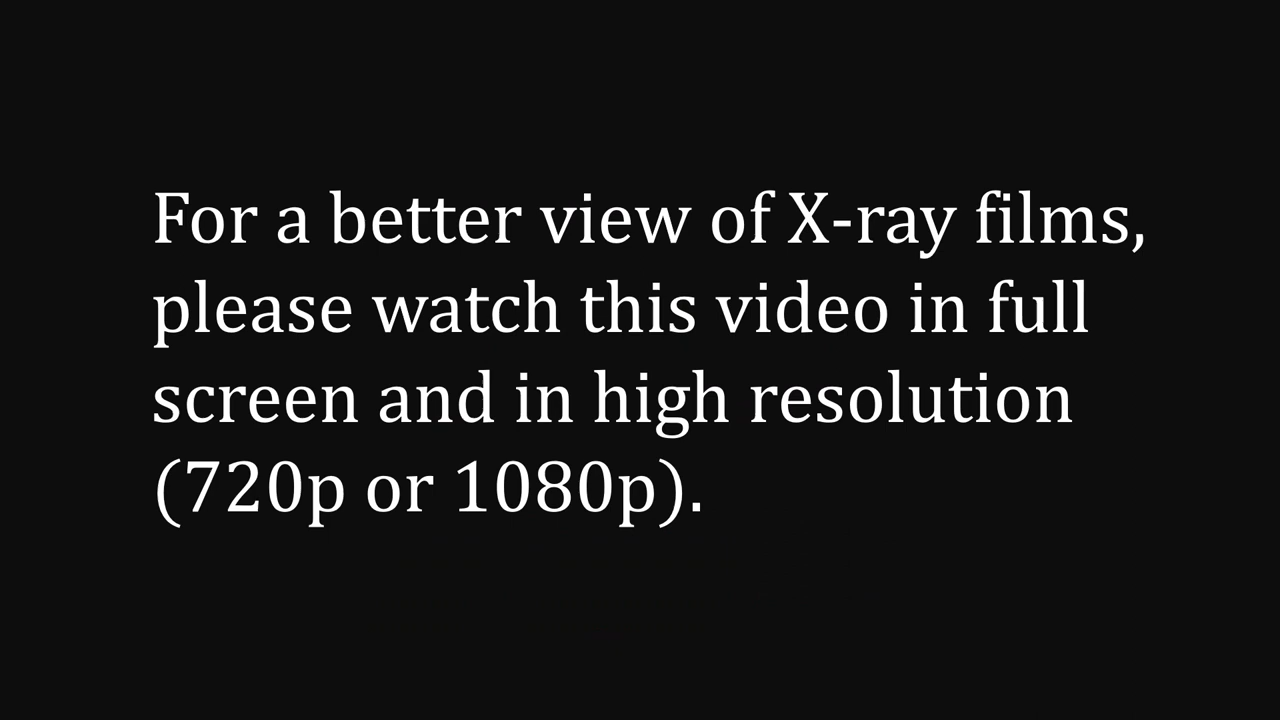 For a better view of X-ray films,
please watch this video in full
screen and in high resolution
(720p or 1080p).